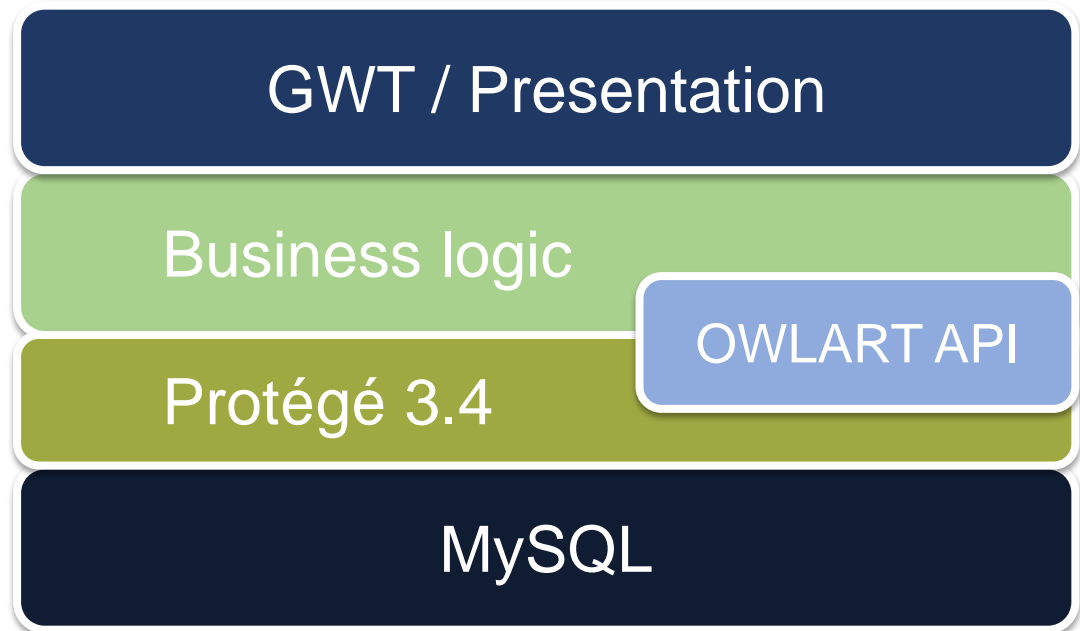 GWT / Presentation
Business logic
OWLART API
Protégé 3.4
MySQL